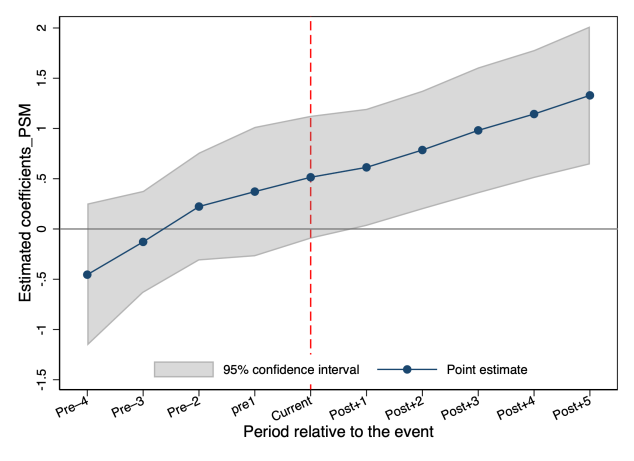 Estimated coefficients_PSM
2
1.5
1
.5
0
-.5
-1
-1.5
95% confidence interval
Point estimate
Pre−4
Pre−3
Pre−2
pre1
Current
Post+1
Post+2
Post+3
Post+4
Post+5
Period relative to the event